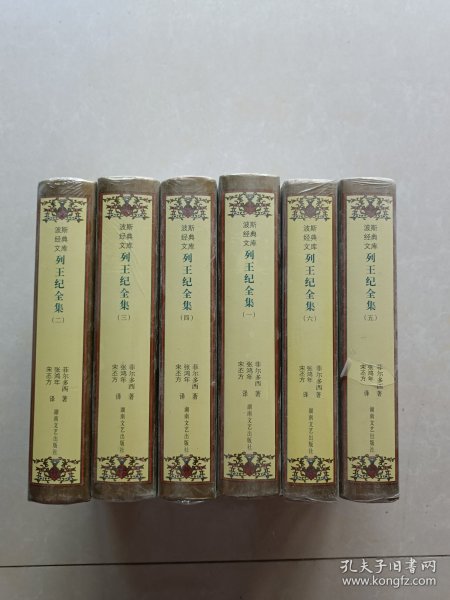 波斯
经典
文库
列王纪全集
（二）
菲尔多西 著
张鸿年
宋丕方 译
湖南文艺出版社
波斯
经典
文库
列王纪全集
（三）
菲尔多西 著
张鸿年
宋丕方 译
湖南文艺出版社
波斯
经典
文库
列王纪全集
（四）
菲尔多西 著
张鸿年
宋丕方 译
湖南文艺出版社
波斯
经典
文库
列王纪全集
（一）
菲尔多西 著
张鸿年
宋丕方 译
湖南文艺出版社
波斯
经典
文库
列王纪全集
（六）
菲尔多西 著
张鸿年
宋丕方 译
湖南文艺出版社
波斯
经典
文库
列王纪全集
（五）
菲尔多西 著
张鸿年
宋丕方 译
湖南文艺出版社
孔夫子旧书网
www.kongfz.com